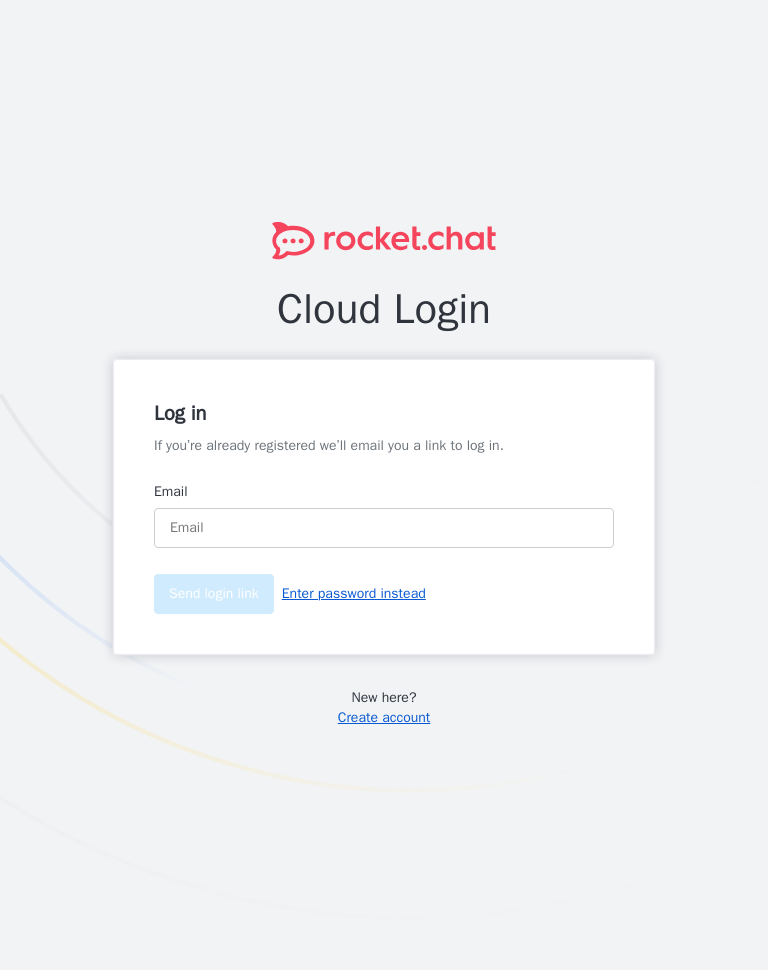 rocket.chat
Cloud Login
Log in
If you're already registered we'll email you a link to log in.
Email
Email
Send login link Enter password instead
New here?
Create account